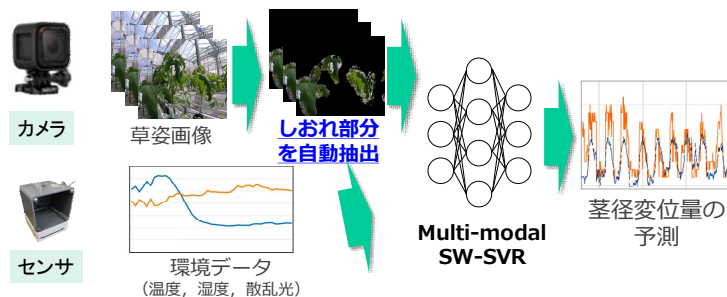 カメラ
草姿画像
しおれ部分
を自動抽出
センサ
環境データ
（温度，湿度，散乱光）
Multi-modal
SW-SVR
茎径変位量の
予測